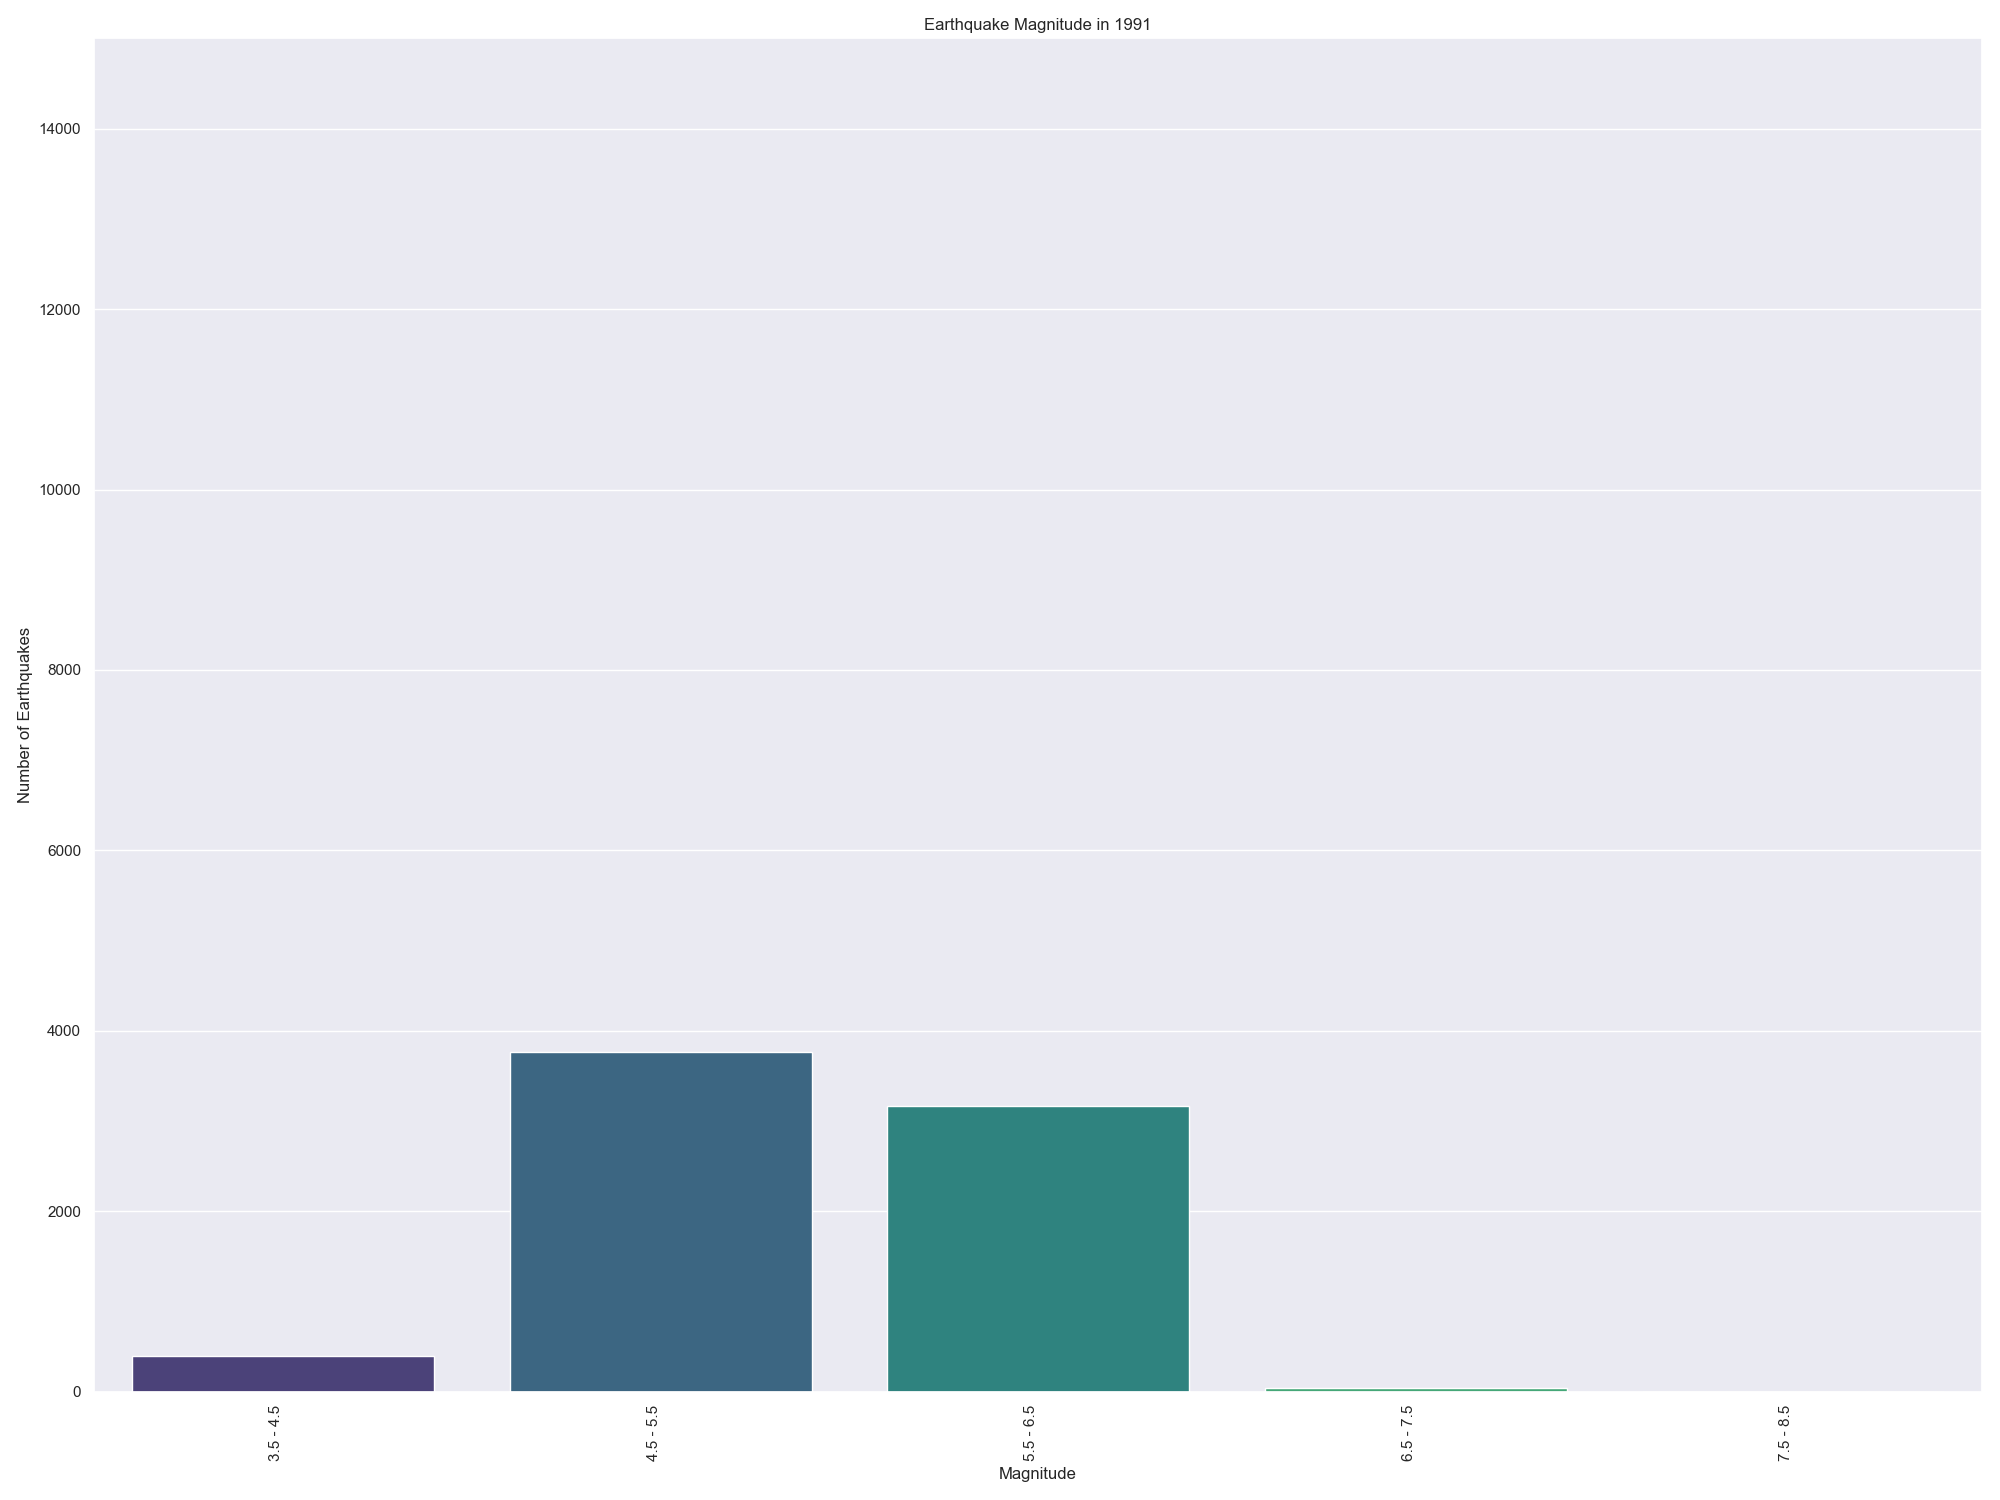 Earthquake Magnitude in 1991
Number of Earthquakes
14000
12000
10000
8000
6000
4000
2000
0
3.5 - 4.5
4.5 - 5.5
5.5 - 6.5
6.5 - 7.5
7.5 - 8.5
Magnitude